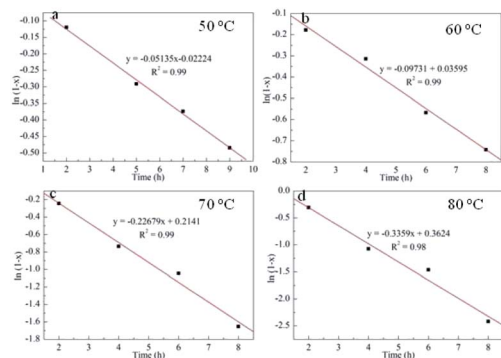 a
50 °C
y = -0.05135x-0.02224
R² = 0.99
ln (1-x)
-0.10
-0.15
-0.20
-0.25
-0.30
-0.35
-0.40
-0.45
-0.50
1 2 3 4 5 6 7 8 9 10
Time (h)
b
60 °C
y = -0.09731 + 0.03595
R² = 0.99
ln(1-x)
-0.1
-0.2
-0.3
-0.4
-0.5
-0.6
-0.7
-0.8
2 4 6 8
Time (h)
c
70 °C
y = -0.22679x + 0.2141
R² = 0.99
ln (1-x)
-0.2
-0.4
-0.6
-0.8
-1.0
-1.2
-1.4
-1.6
-1.8
2 3 4 5 6 7 8
Time (h)
d
80 °C
y = -0.3359x + 0.3624
R² = 0.98
ln (1-x)
0.0
-0.5
-1.0
-1.5
-2.0
-2.5
2 3 4 5 6 7 8
Time (h)